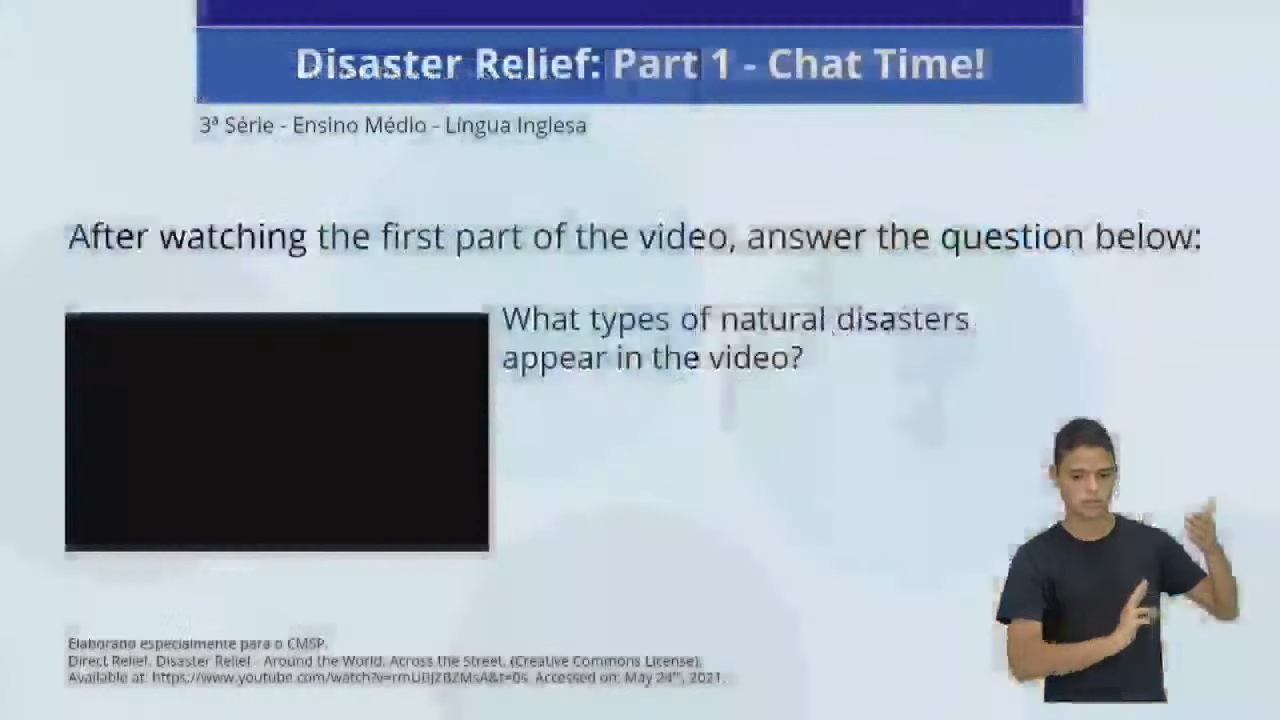 Disaster Relief: Part 1 - Chat Time!
3ª Série - Ensino Médio - Língua Inglesa
After watching the first part of the video, answer the question below:
What types of natural disasters
appear in the video?
Elaborado especialmente para o CMSP.
Direct Relief. Disaster Relief - Around the World, Across the Street. (Creative Commons License).
Available at: Accessed on: May 24th, 2021.